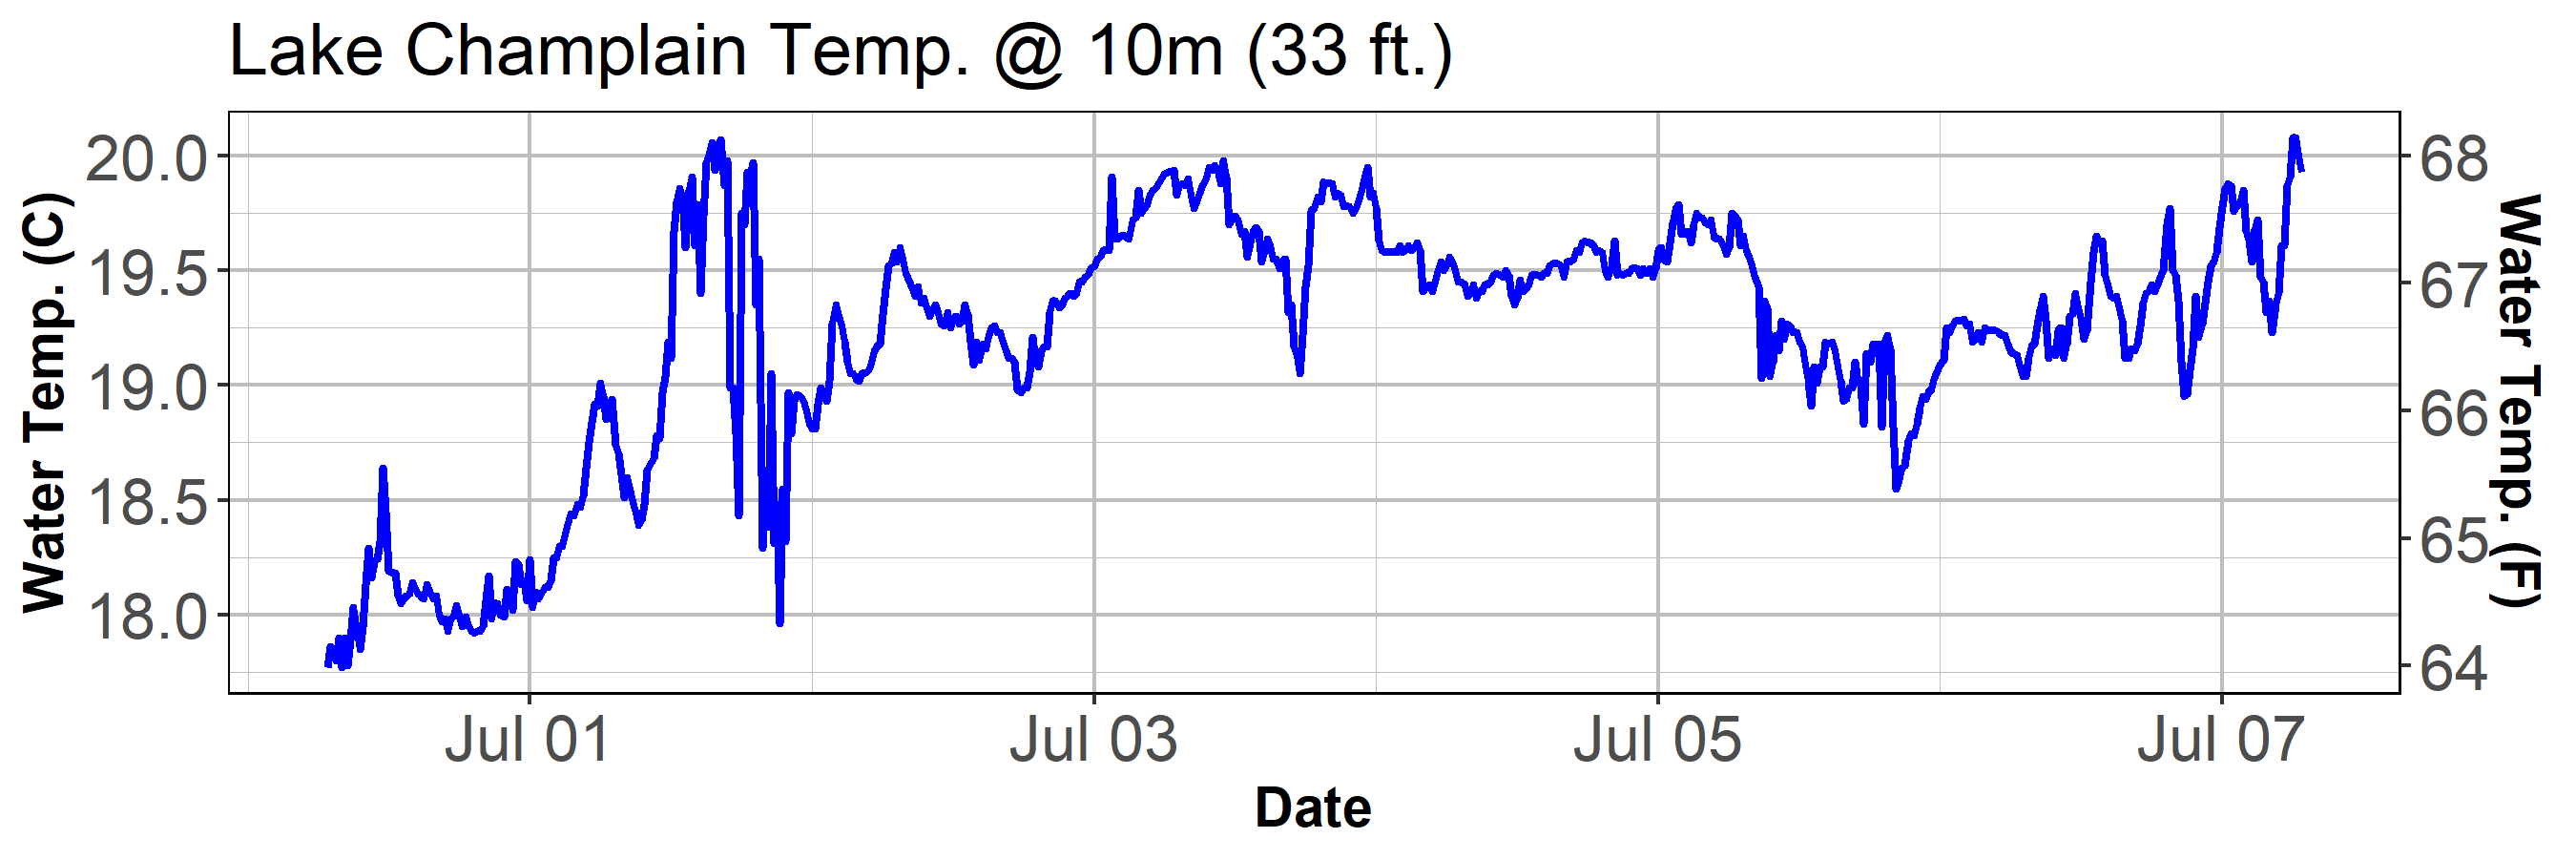 Lake Champlain Temp. @ 10m (33 ft.)
Water Temp. (C)
20.0
19.5
19.0
18.5
18.0
68
67
66
65
64
Water Temp. (F)
Jul 01 Jul 03 Jul 05 Jul 07
Date